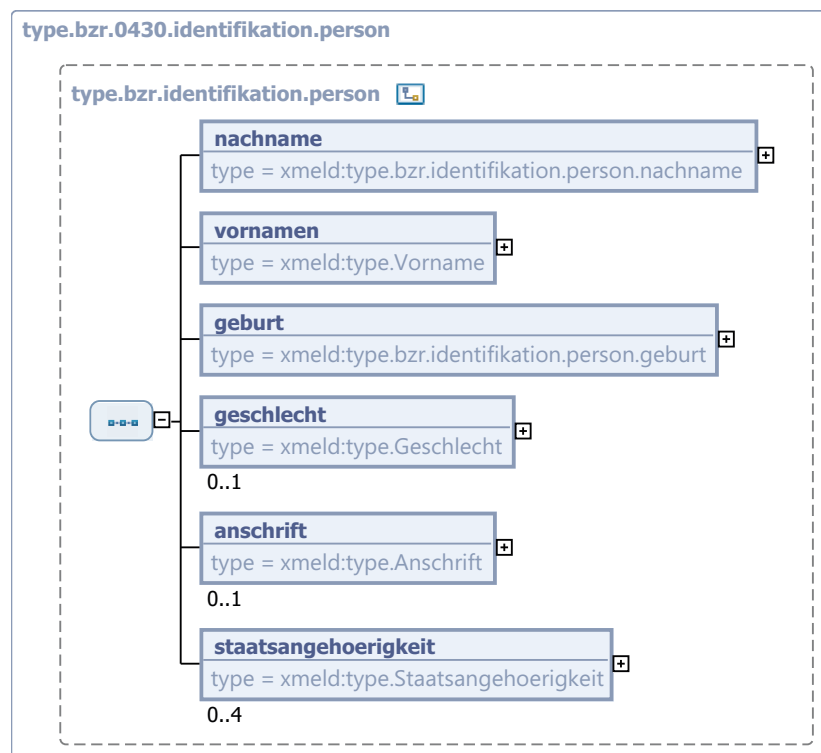 type.bzr.0430.identifikation.person
type.bzr.identifikation.person
nachname
type = xmeld:type.bzr.identifikation.person.nachname
vornamen
type = xmeld:type.Vorname
geburt
type = xmeld:type.bzr.identifikation.person.geburt
geschlecht
type = xmeld:type.Geschlecht
0..1
anschrift
type = xmeld:type.Anschrift
0..1
staatsangehoerigkeit
type = xmeld:type.Staatsangehoerigkeit
0..4